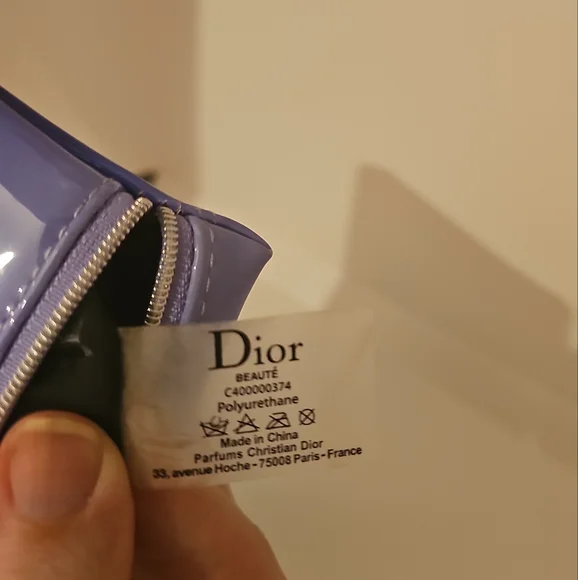 Dior
BEAUTÉ
C400000374
Polyurethane
Made in China
Parfums Christian Dior
33, avenue Hoche - 75008 Paris - France